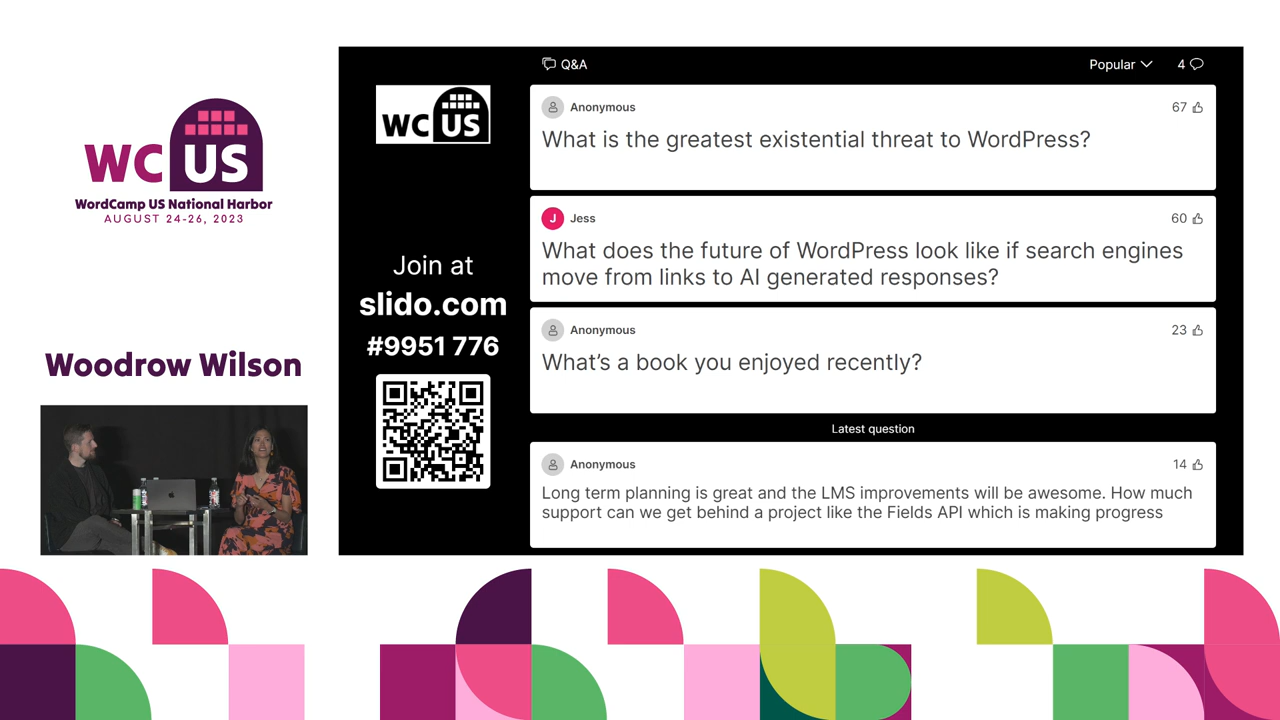 WC US
WordCamp US National Harbor
AUGUST 24-26, 2023
Woodrow Wilson
WC US
Join at
slido.com
#9951 776
Q&A
Popular
4
Anonymous
67
What is the greatest existential threat to WordPress?
J
Jess
60
What does the future of WordPress look like if search engines
move from links to AI generated responses?
Anonymous
23
What's a book you enjoyed recently?
Latest question
Anonymous
14
Long term planning is great and the LMS improvements will be awesome. How much
support can we get behind a project like the Fields API which is making progress